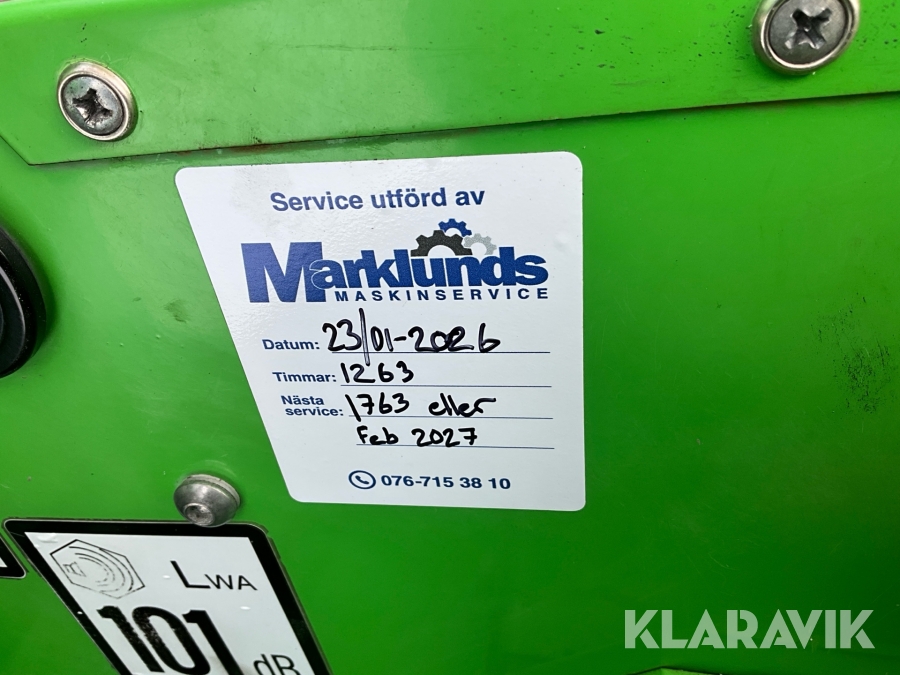 Service utförd av
Marklunds
MASKINSERVICE
Datum: 23/01-2026
Timmar: 1263
Nästa service: 1763 eller
Feb 2027
076-715 38 10
LWA
101
dB
KLARAVIK